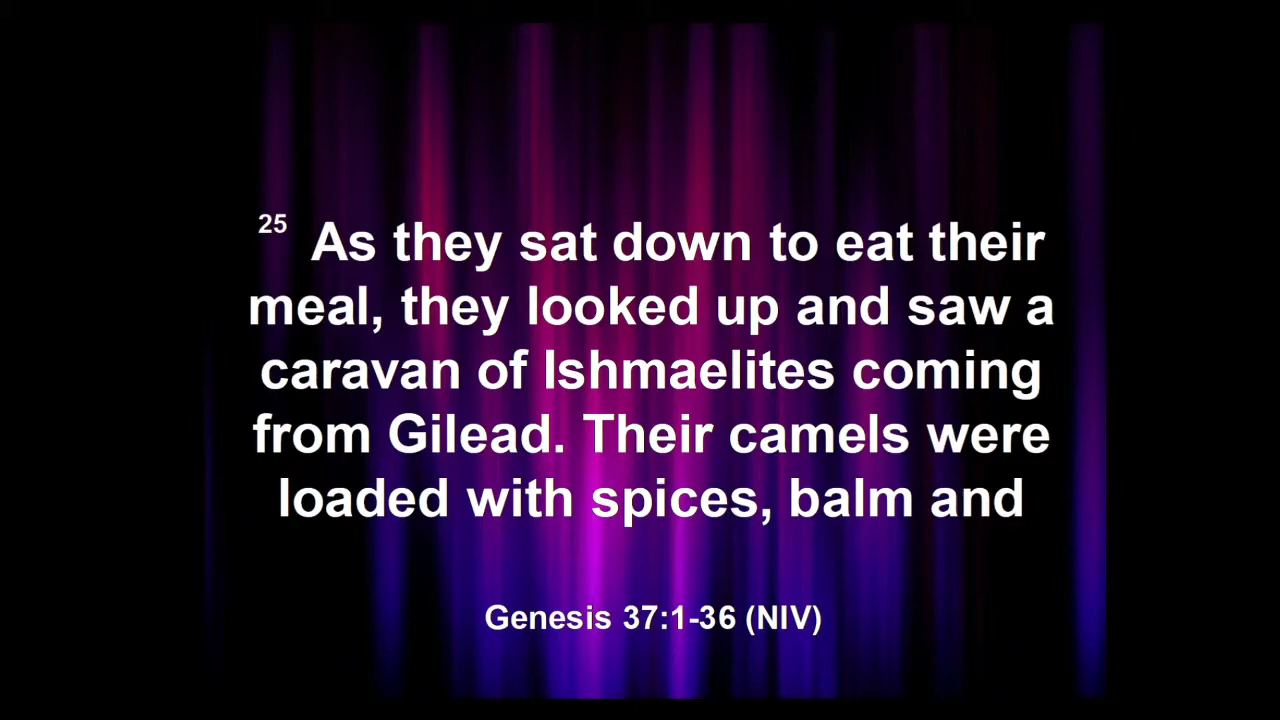 25 As they sat down to eat their
meal, they looked up and saw a
caravan of Ishmaelites coming
from Gilead. Their camels were
loaded with spices, balm and
Genesis 37:1-36 (NIV)